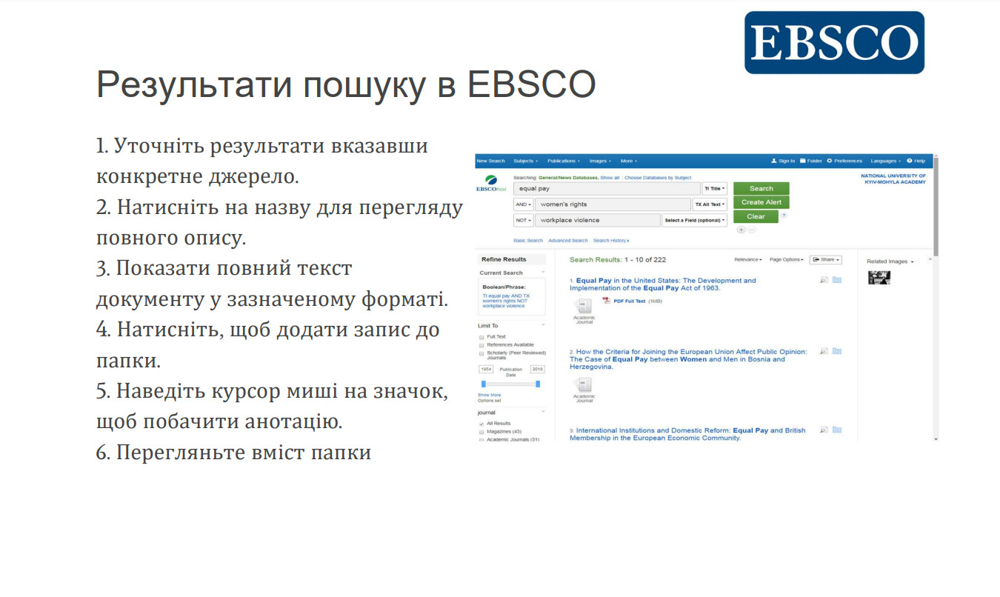 EBSCO
Результати пошуку в EBSCO
1. Уточніть результати вказавши
конкретне джерело.
2. Натисніть на назву для перегляду
повного опису.
3. Показати повний текст
документу у зазначеному форматі.
4. Натисніть, щоб додати запис до
папки.
5. Наведіть курсор миші на значок,
щоб побачити анотацію.
6. Перегляньте вміст папки
New Search Subjects Publications Images More Sign In Folder Preferences Languages Help
EBSCOhost
Searching: General/News Databases, Show all | Choose Databases by Subject
NATIONAL UNIVERSITY OF
KYIV-MOHYLA ACADEMY
equal pay TI Title Search
AND women's rights TX All Text Create Alert
NOT workplace violence Select a Field (optional) Clear ?
Basic Search Advanced Search Search History
Refine Results
Current Search
Boolean/Phrase:
TI equal pay AND TX
women's rights NOT
workplace violence
Limit To
Full Text
References Available
Scholarly (Peer Reviewed)
Journals
1954 Publication 2016
Date
Show More
Options set
journal
All Results
Magazines (43)
Academic Journals (31)
Search Results: 1 - 10 of 222
Relevance Page Options Share
1. Equal Pay in the United States: The Development and
Implementation of the Equal Pay Act of 1963.
PDF Full Text (1MB)
Academic
Journal
2. How the Criteria for Joining the European Union Affect Public Opinion:
The Case of Equal Pay between Women and Men in Bosnia and
Herzegovina.
Academic
Journal
3. International Institutions and Domestic Reform: Equal Pay and British
Membership in the European Economic Community.
Related Images